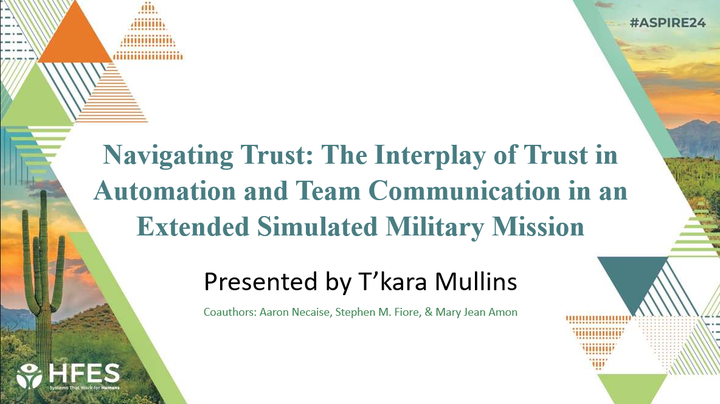 #ASPIRE24
Navigating Trust: The Interplay of Trust in
Automation and Team Communication in an
Extended Simulated Military Mission
Presented by T’kara Mullins
Coauthors: Aaron Necaise, Stephen M. Fiore, & Mary Jean Amon
HFES
Systems That Work for Humans